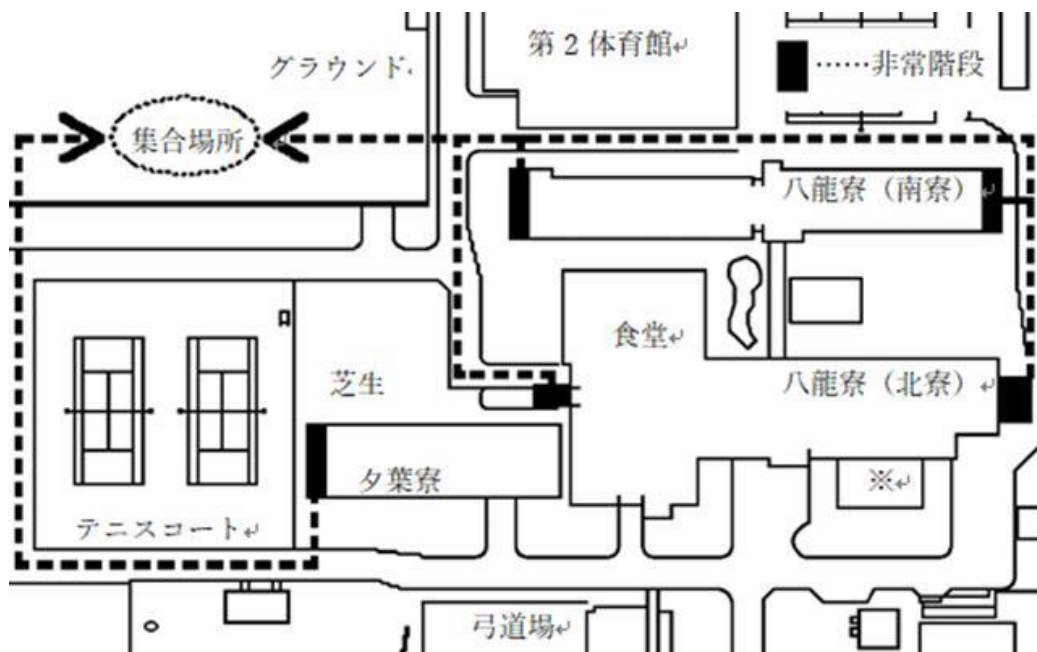 第2体育館↵
グラウンド↵
……非常階段
集合場所↵
八龍寮（南寮）↵
食堂↵
芝生
八龍寮（北寮）↵
夕葉寮
※↵
テニスコート↵
弓道場↵